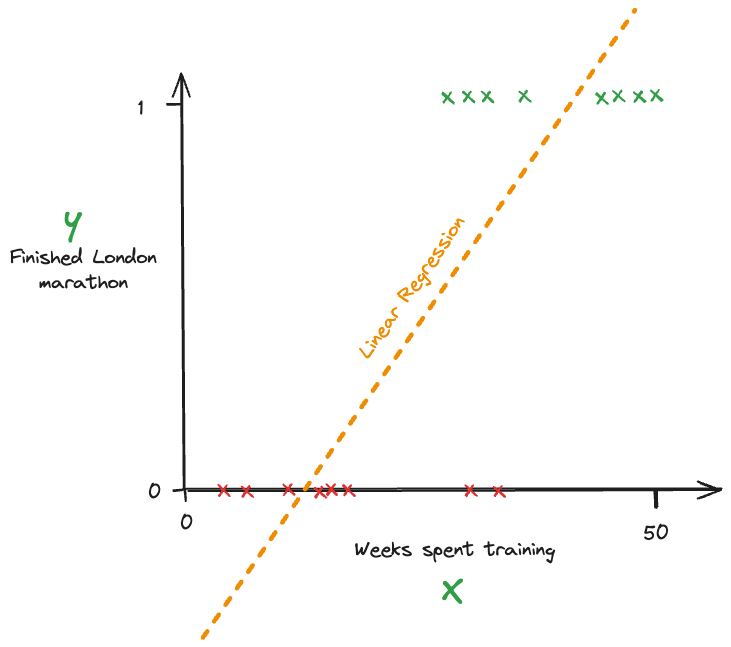 1
y
Finished London
marathon
Linear Regression
0
0
50
Weeks spent training
x